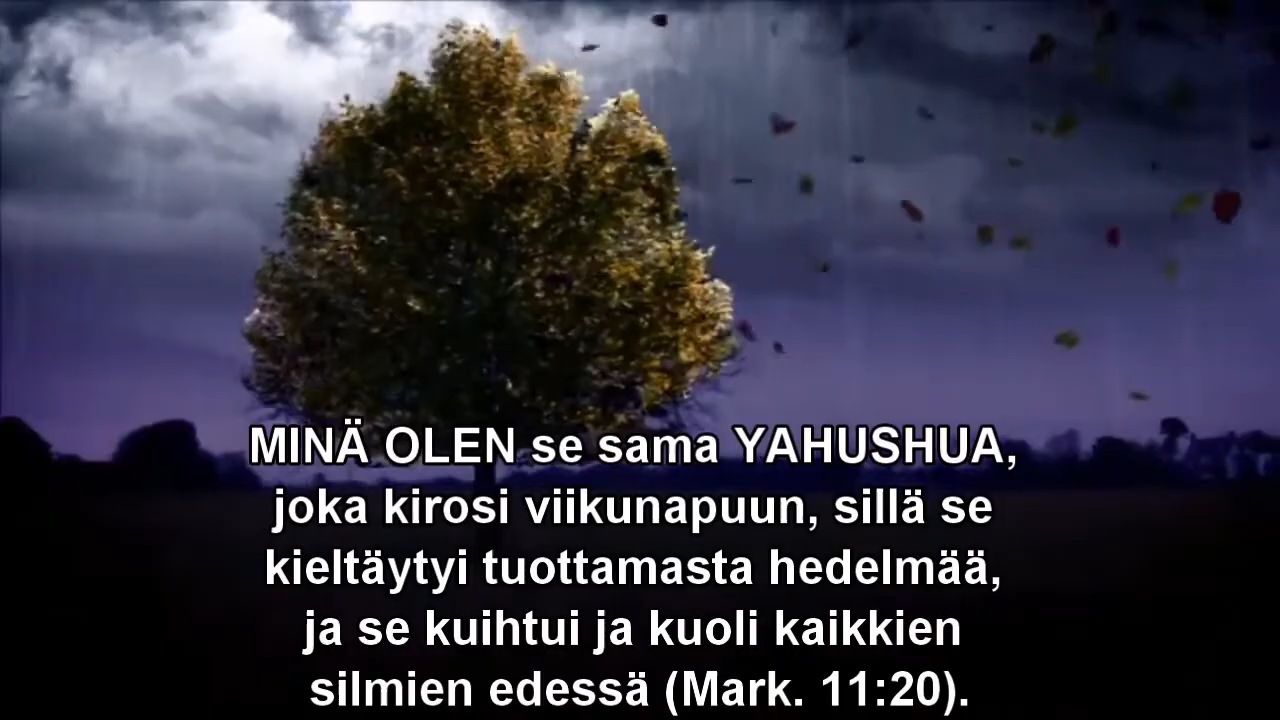 MINÄ OLEN se sama YAHUSHUA,
joka kirosi viikunapuun, sillä se
kieltäytyi tuottamasta hedelmää,
ja se kuihtui ja kuoli kaikkien
silmien edessä (Mark. 11:20).